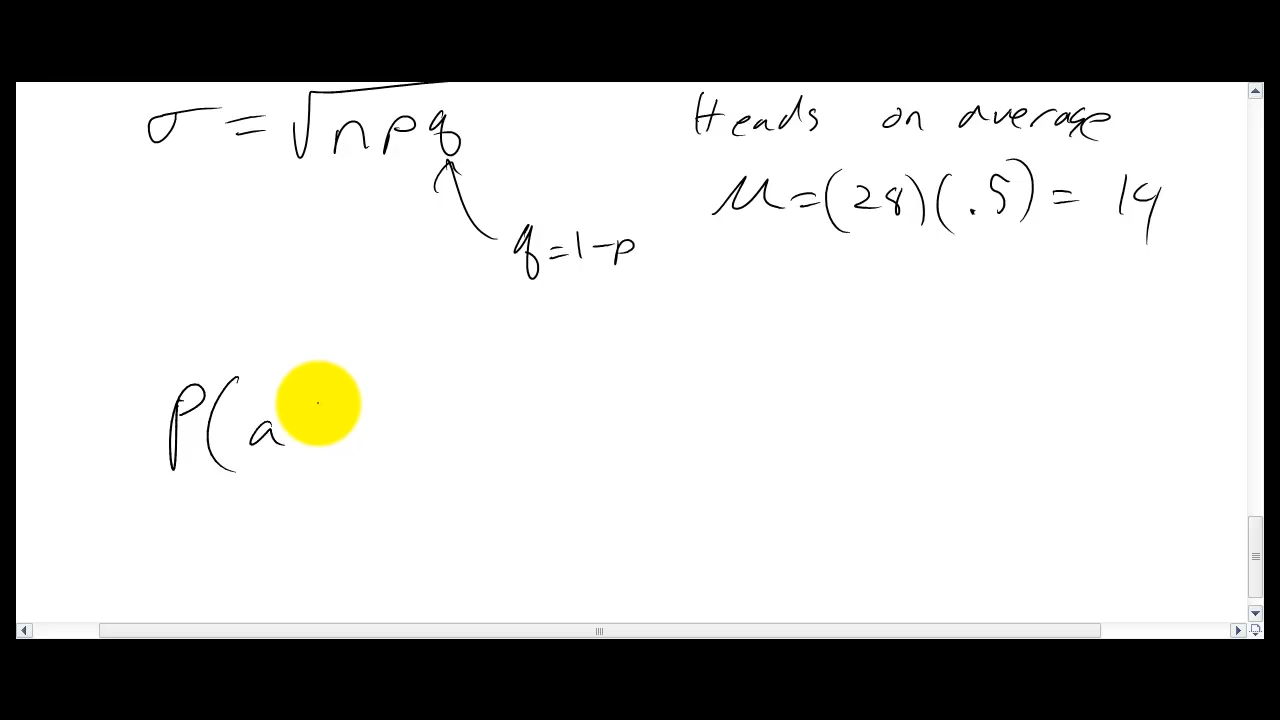 σ = √npq
q = 1 - p
Heads on average
μ = (28)(.5) = 14
P(a